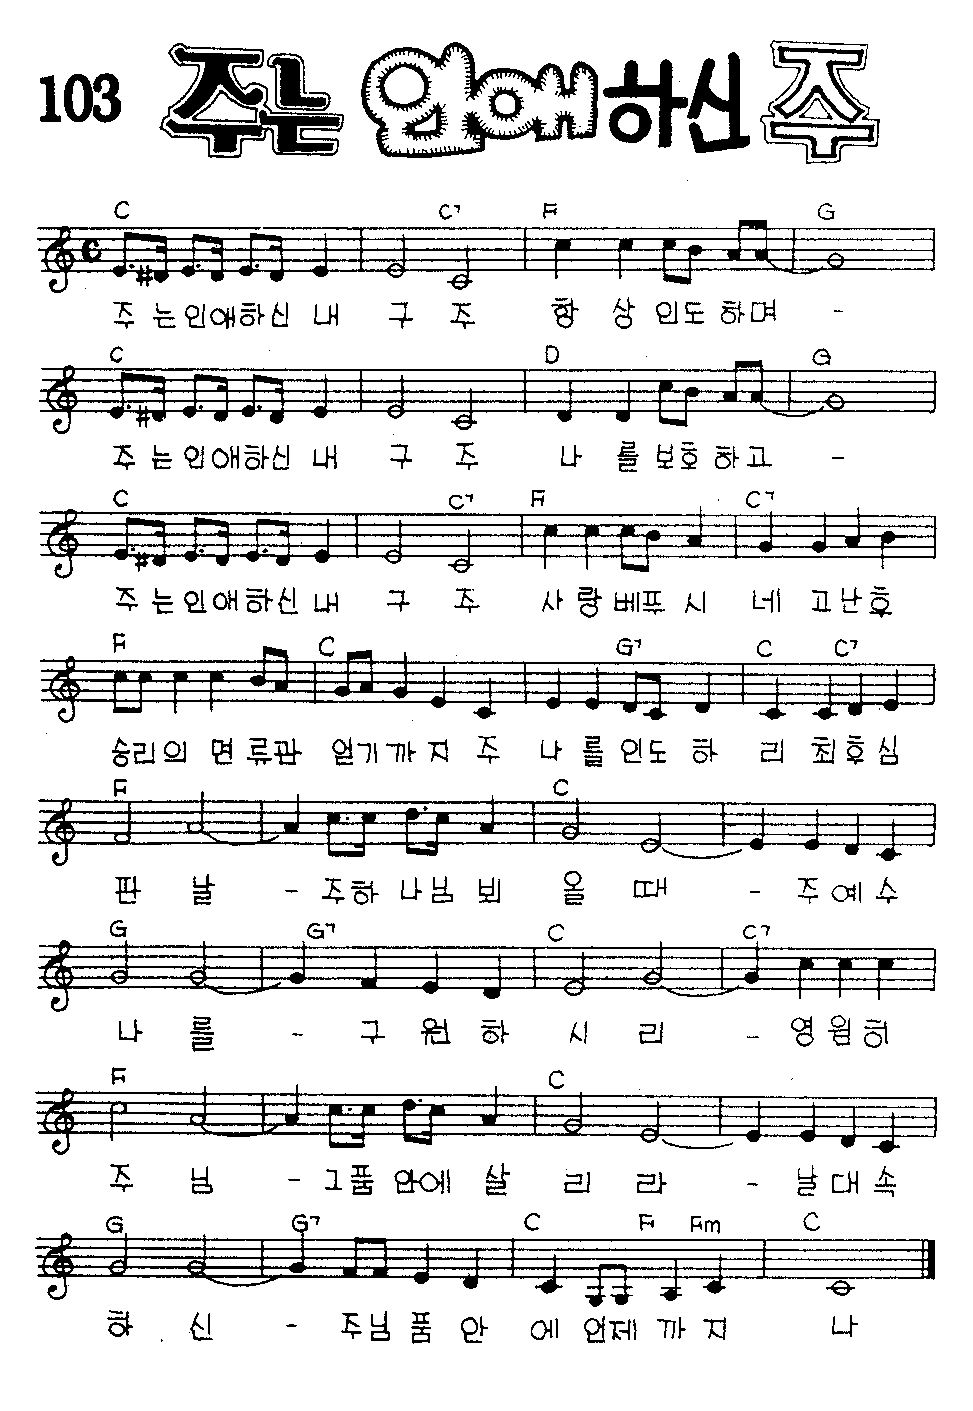 103 주는 인애하신 주
C C7 F G
주 는 인애하신 내 구 주 항 상 인도 하며 -
C D G
주 는 인애하신 내 구 주 나 를 보호 하고 -
C C7 F C7
주 는 인애하신 내 구 주 사 랑 베푸 시 네 고 난 후
F C G7 C C7
승리의 면 류관 얻기 까 지 주 나 를 인도 하 리 최후 심
F C
판 날 - 주하 나님 뵈 올 때 - 주 예 수
G G7 C C7
나 를 - 구 원 하 시 리 - 영 원 히
F C
주 님 - 그품 안에 살 리 라 - 날 대 속
G G7 C F Fm C
하 신 - 주님 품 안 에 언제 까 지 나